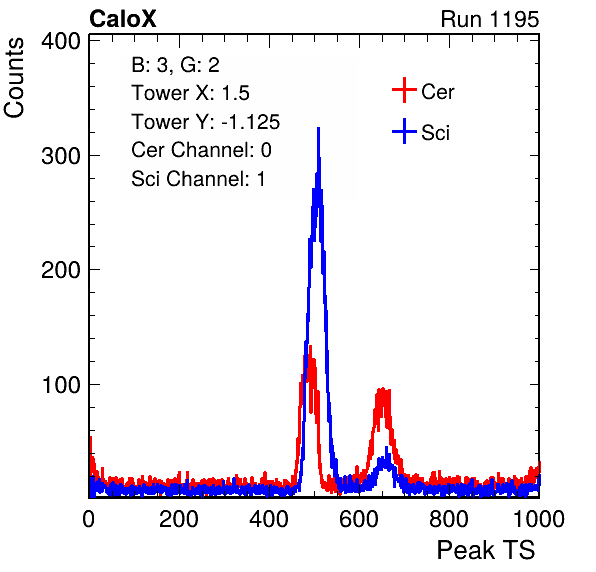 CaloX Run 1195
Counts
400
300
200
100
B: 3, G: 2
Tower X: 1.5
Tower Y: -1.125
Cer Channel: 0
Sci Channel: 1
Cer
Sci
0 200 400 600 800 1000
Peak TS